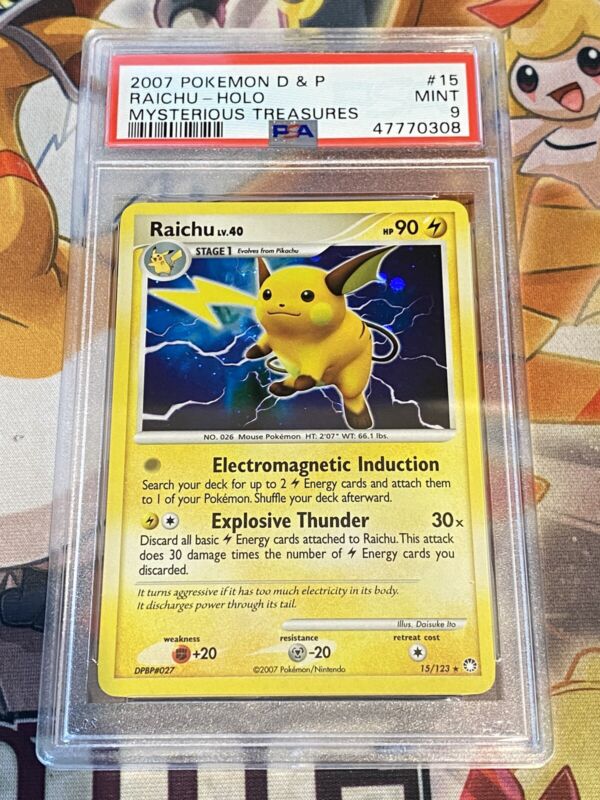 2007 POKEMON D & P #15
RAICHU – HOLO MINT
MYSTERIOUS TREASURES 9
PSA 47770308
Raichu LV.40 HP 90
STAGE 1 Evolves from Pikachu
NO. 026 Mouse Pokémon HT: 2'07" WT: 66.1 lbs.
Electromagnetic Induction
Search your deck for up to 2 Energy cards and attach them
to 1 of your Pokémon. Shuffle your deck afterward.
Explosive Thunder 30x
Discard all basic Energy cards attached to Raichu. This attack
does 30 damage times the number of Energy cards you
discarded.
It turns aggressive if it has too much electricity in its body.
It discharges power through its tail.
Illus. Daisuke Ito
weakness resistance retreat cost
+20 -20
DPBP#027 ©2007 Pokémon/Nintendo 15/123 ★